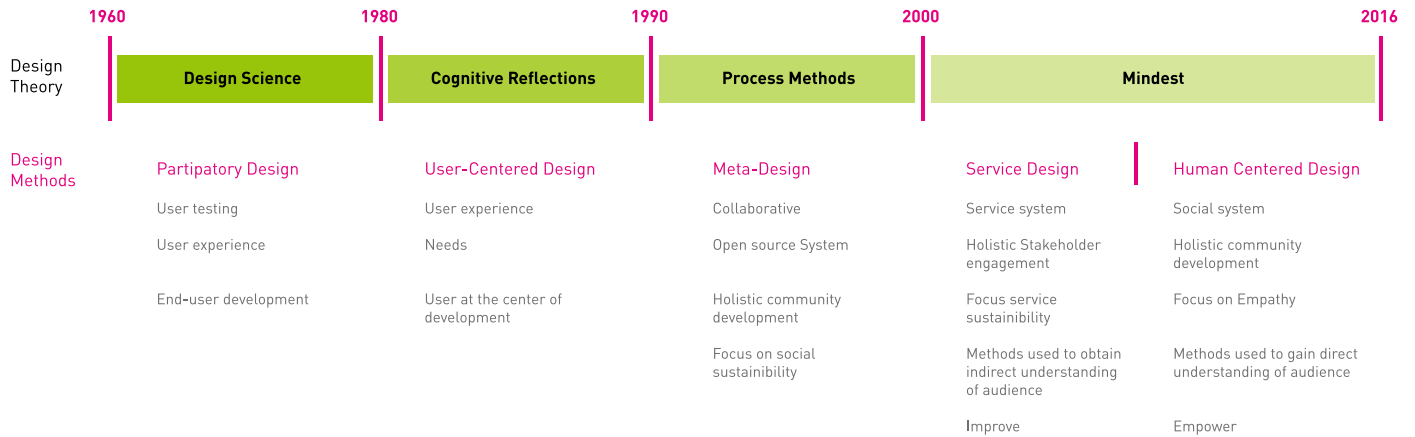 1960 1980 1990 2000 2016
Design
Theory
Design Science
Cognitive Reflections
Process Methods
Mindest
Design
Methods
Partipatory Design
User testing
User experience
End-user development
User-Centered Design
User experience
Needs
User at the center of
development
Meta-Design
Collaborative
Open source System
Holistic community
development
Focus on social
sustainibility
Service Design
Service system
Holistic Stakeholder
engagement
Focus service
sustainibility
Methods used to obtain
indirect understanding
of audience
Improve
Human Centered Design
Social system
Holistic community
development
Focus on Empathy
Methods used to gain direct
understanding of audience
Empower